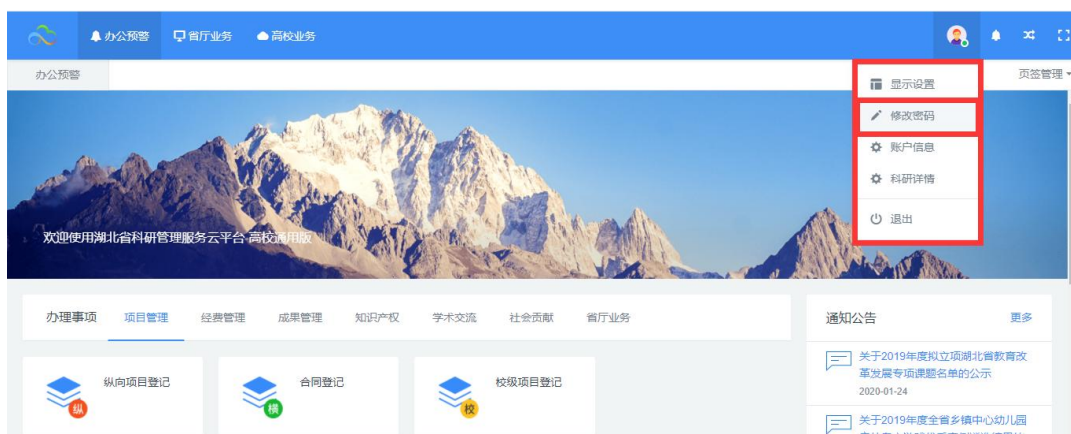 办公预警 省厅业务 高校业务
办公预警
页签管理
显示设置
修改密码
账户信息
科研详情
退出
欢迎使用湖北省科研管理服务云平台-高校通用版
办理事项 项目管理 经费管理 成果管理 知识产权 学术交流 社会贡献 省厅业务
纵向项目登记
纵
合同登记
横
校级项目登记
校
通知公告 更多
关于2019年度拟立项湖北省教育改
革发展专项课题名单的公示
2020-01-24
关于2019年度全省乡镇中心幼儿园